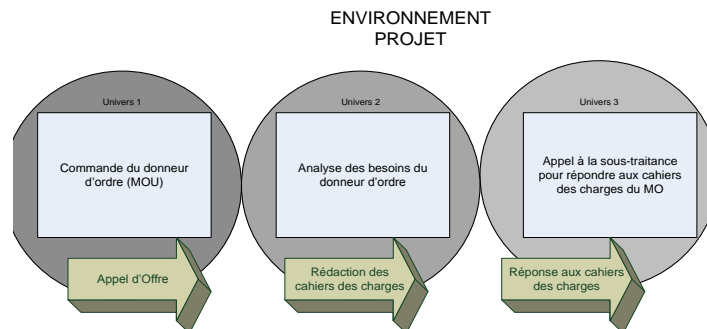 ENVIRONNEMENT
PROJET
Univers 1
Commande du donneur
d'ordre (MOU)
Appel d'Offre
Univers 2
Analyse des besoins du
donneur d'ordre
Rédaction des
cahiers des charges
Univers 3
Appel à la sous-traitance
pour répondre aux cahiers
des charges du MO
Réponse aux cahiers
des charges